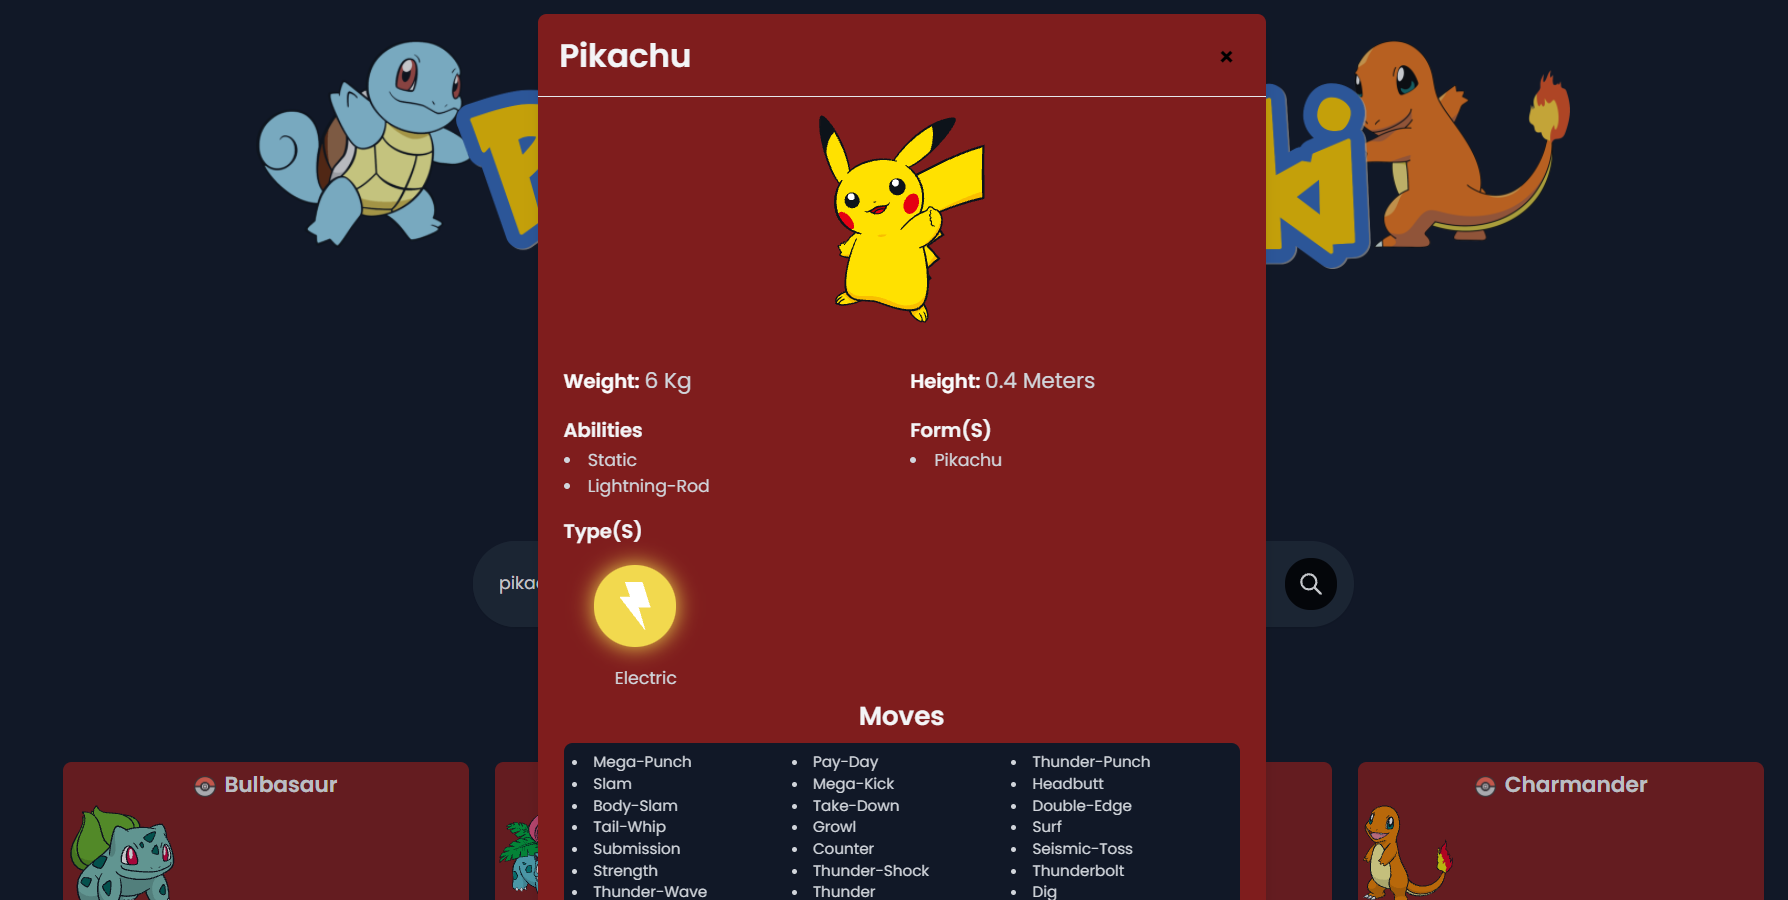 Pikachu
P
ki
Weight: 6 Kg
Height: 0.4 Meters
Abilities
Static
Lightning-Rod
Form(S)
Pikachu
Type(S)
Electric
pika
Moves
Mega-Punch
Pay-Day
Thunder-Punch
Slam
Mega-Kick
Headbutt
Body-Slam
Take-Down
Double-Edge
Tail-Whip
Growl
Surf
Submission
Counter
Seismic-Toss
Strength
Thunder-Shock
Thunderbolt
Thunder-Wave
Thunder
Dig
Bulbasaur
Charmander